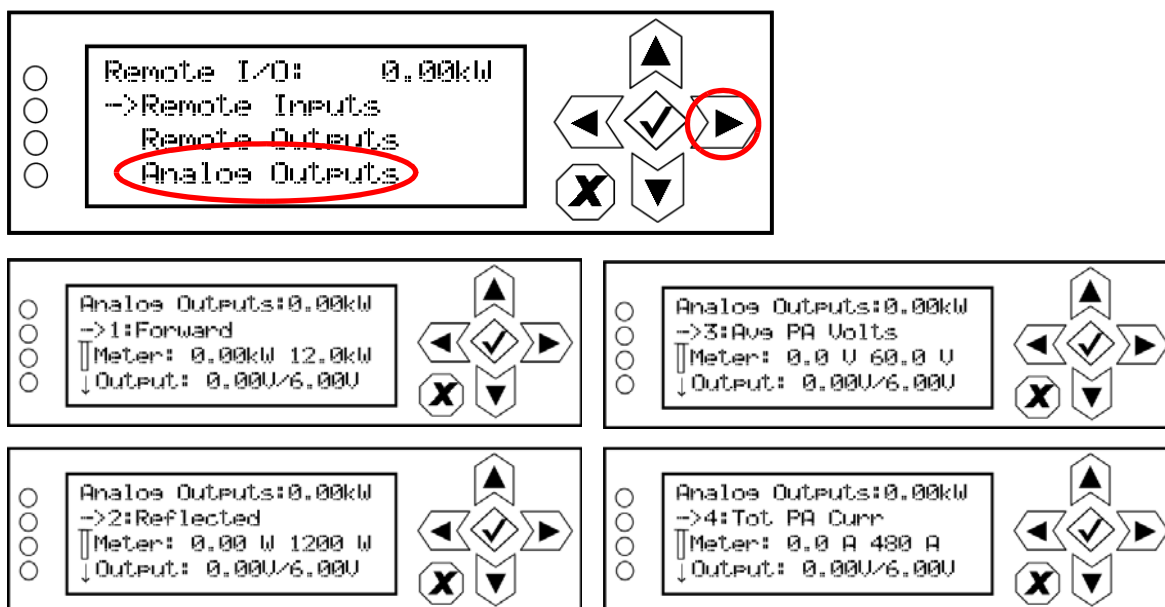 Remote I/O: 0.00kW
->Remote Inputs
Remote Outputs
Analog Outputs
X
Analog Outputs:0.00kW
->1:Forward
Meter: 0.00kW 12.0kW
↓Output: 0.00V/6.00V
X
Analog Outputs:0.00kW
->3:Ave PA Volts
Meter: 0.0 V 60.0 V
↓Output: 0.00V/6.00V
X
Analog Outputs:0.00kW
->2:Reflected
Meter: 0.00 W 1200 W
↓Output: 0.00V/6.00V
X
Analog Outputs:0.00kW
->4:Tot PA Curr
Meter: 0.0 A 480 A
↓Output: 0.00V/6.00V
X